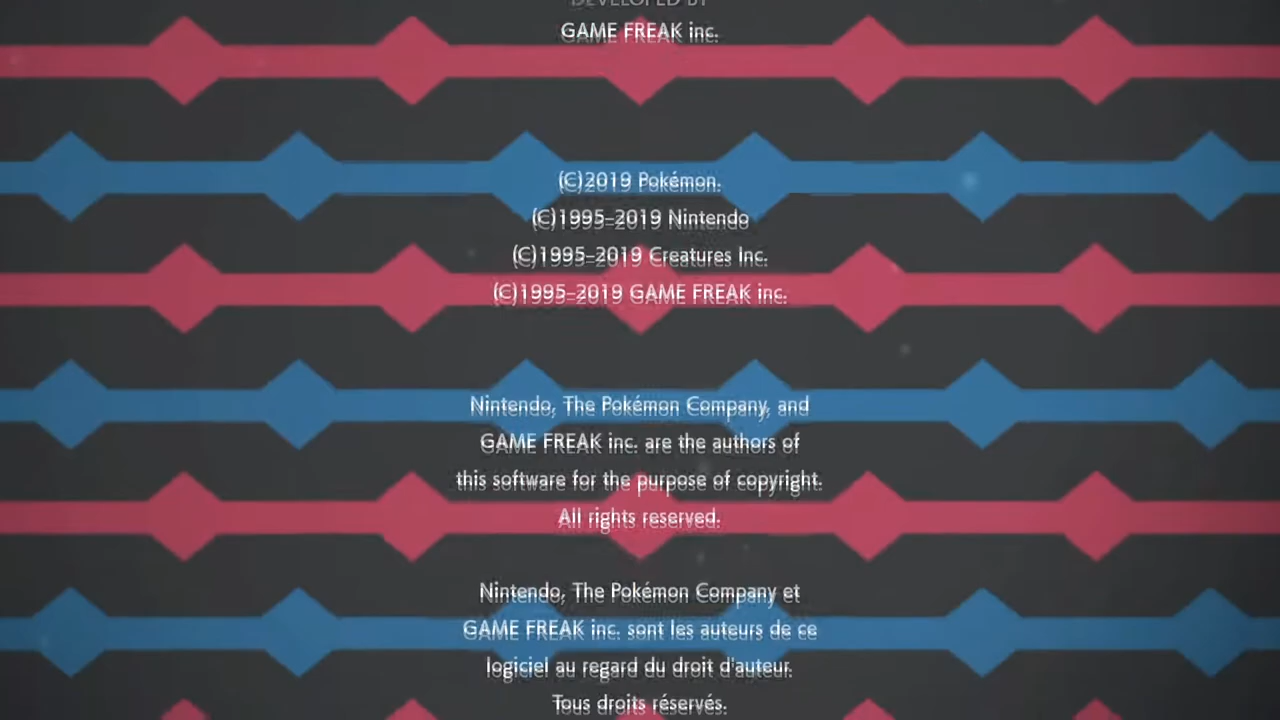 DEVELOPED BY
GAME FREAK inc.
(C)2019 Pokémon.
(C)1995–2019 Nintendo
(C)1995–2019 Creatures Inc.
(C)1995–2019 GAME FREAK inc.
Nintendo, The Pokémon Company, and
GAME FREAK inc. are the authors of
this software for the purpose of copyright.
All rights reserved.
Nintendo, The Pokémon Company et
GAME FREAK inc. sont les auteurs de ce
logiciel au regard du droit d'auteur.
Tous droits réservés.